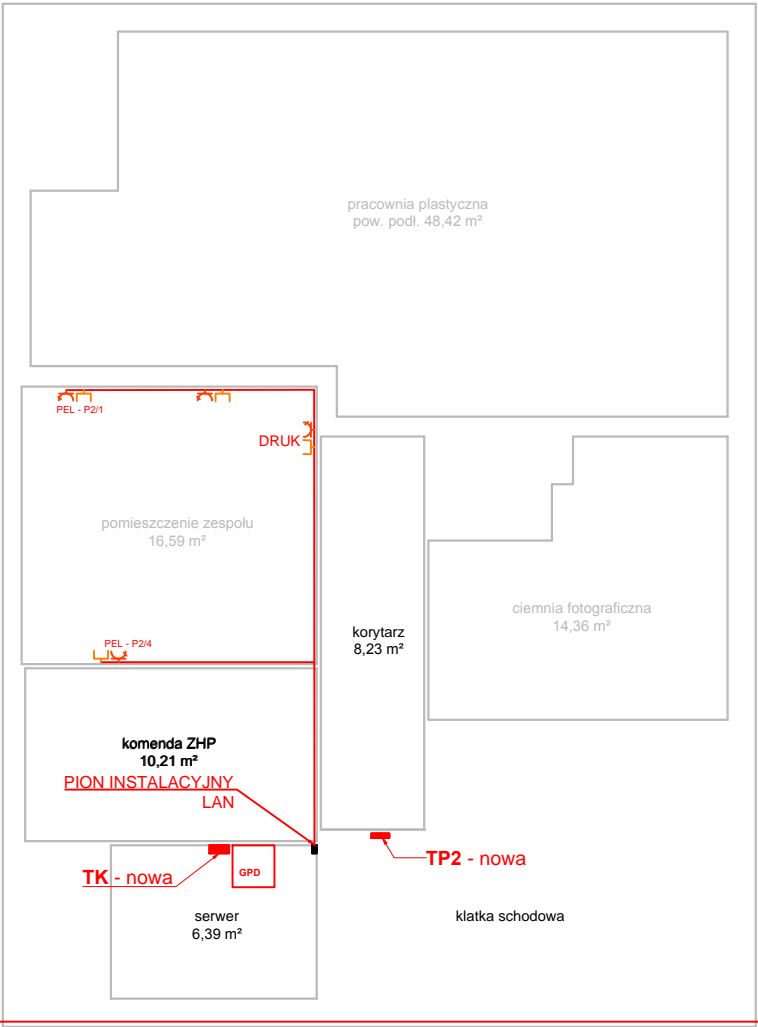 pracownia plastyczna
pow. podł. 48,42 m²
PEL - P2/1
DRUK
pomieszczenie zespołu
16,59 m²
ciemnia fotograficzna
14,36 m²
korytarz
8,23 m²
PEL - P2/4
komenda ZHP
10,21 m²
PION INSTALACYJNY
LAN
TP2 - nowa
TK - nowa
GPD
serwer
6,39 m²
klatka schodowa